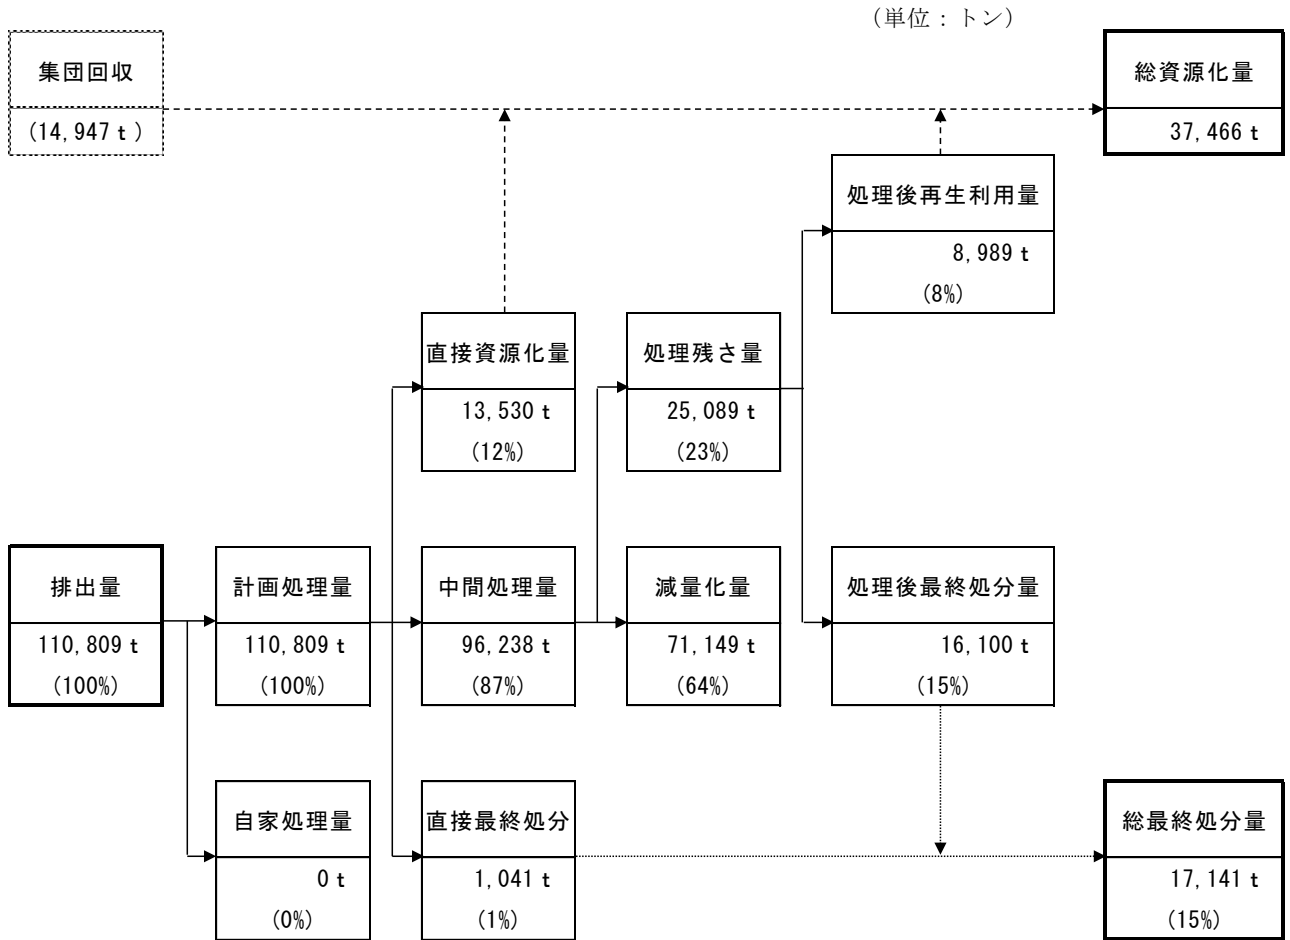 （単位：トン）
集団回収
(14,947ｔ)
総資源化量
37,466ｔ
処理後再生利用量
8,989ｔ
(8%)
直接資源化量
13,530ｔ
(12%)
処理残さ量
25,089ｔ
(23%)
排出量
110,809ｔ
(100%)
計画処理量
110,809ｔ
(100%)
中間処理量
96,238ｔ
(87%)
減量化量
71,149ｔ
(64%)
処理後最終処分量
16,100ｔ
(15%)
自家処理量
0ｔ
(0%)
直接最終処分
1,041ｔ
(1%)
総最終処分量
17,141ｔ
(15%)